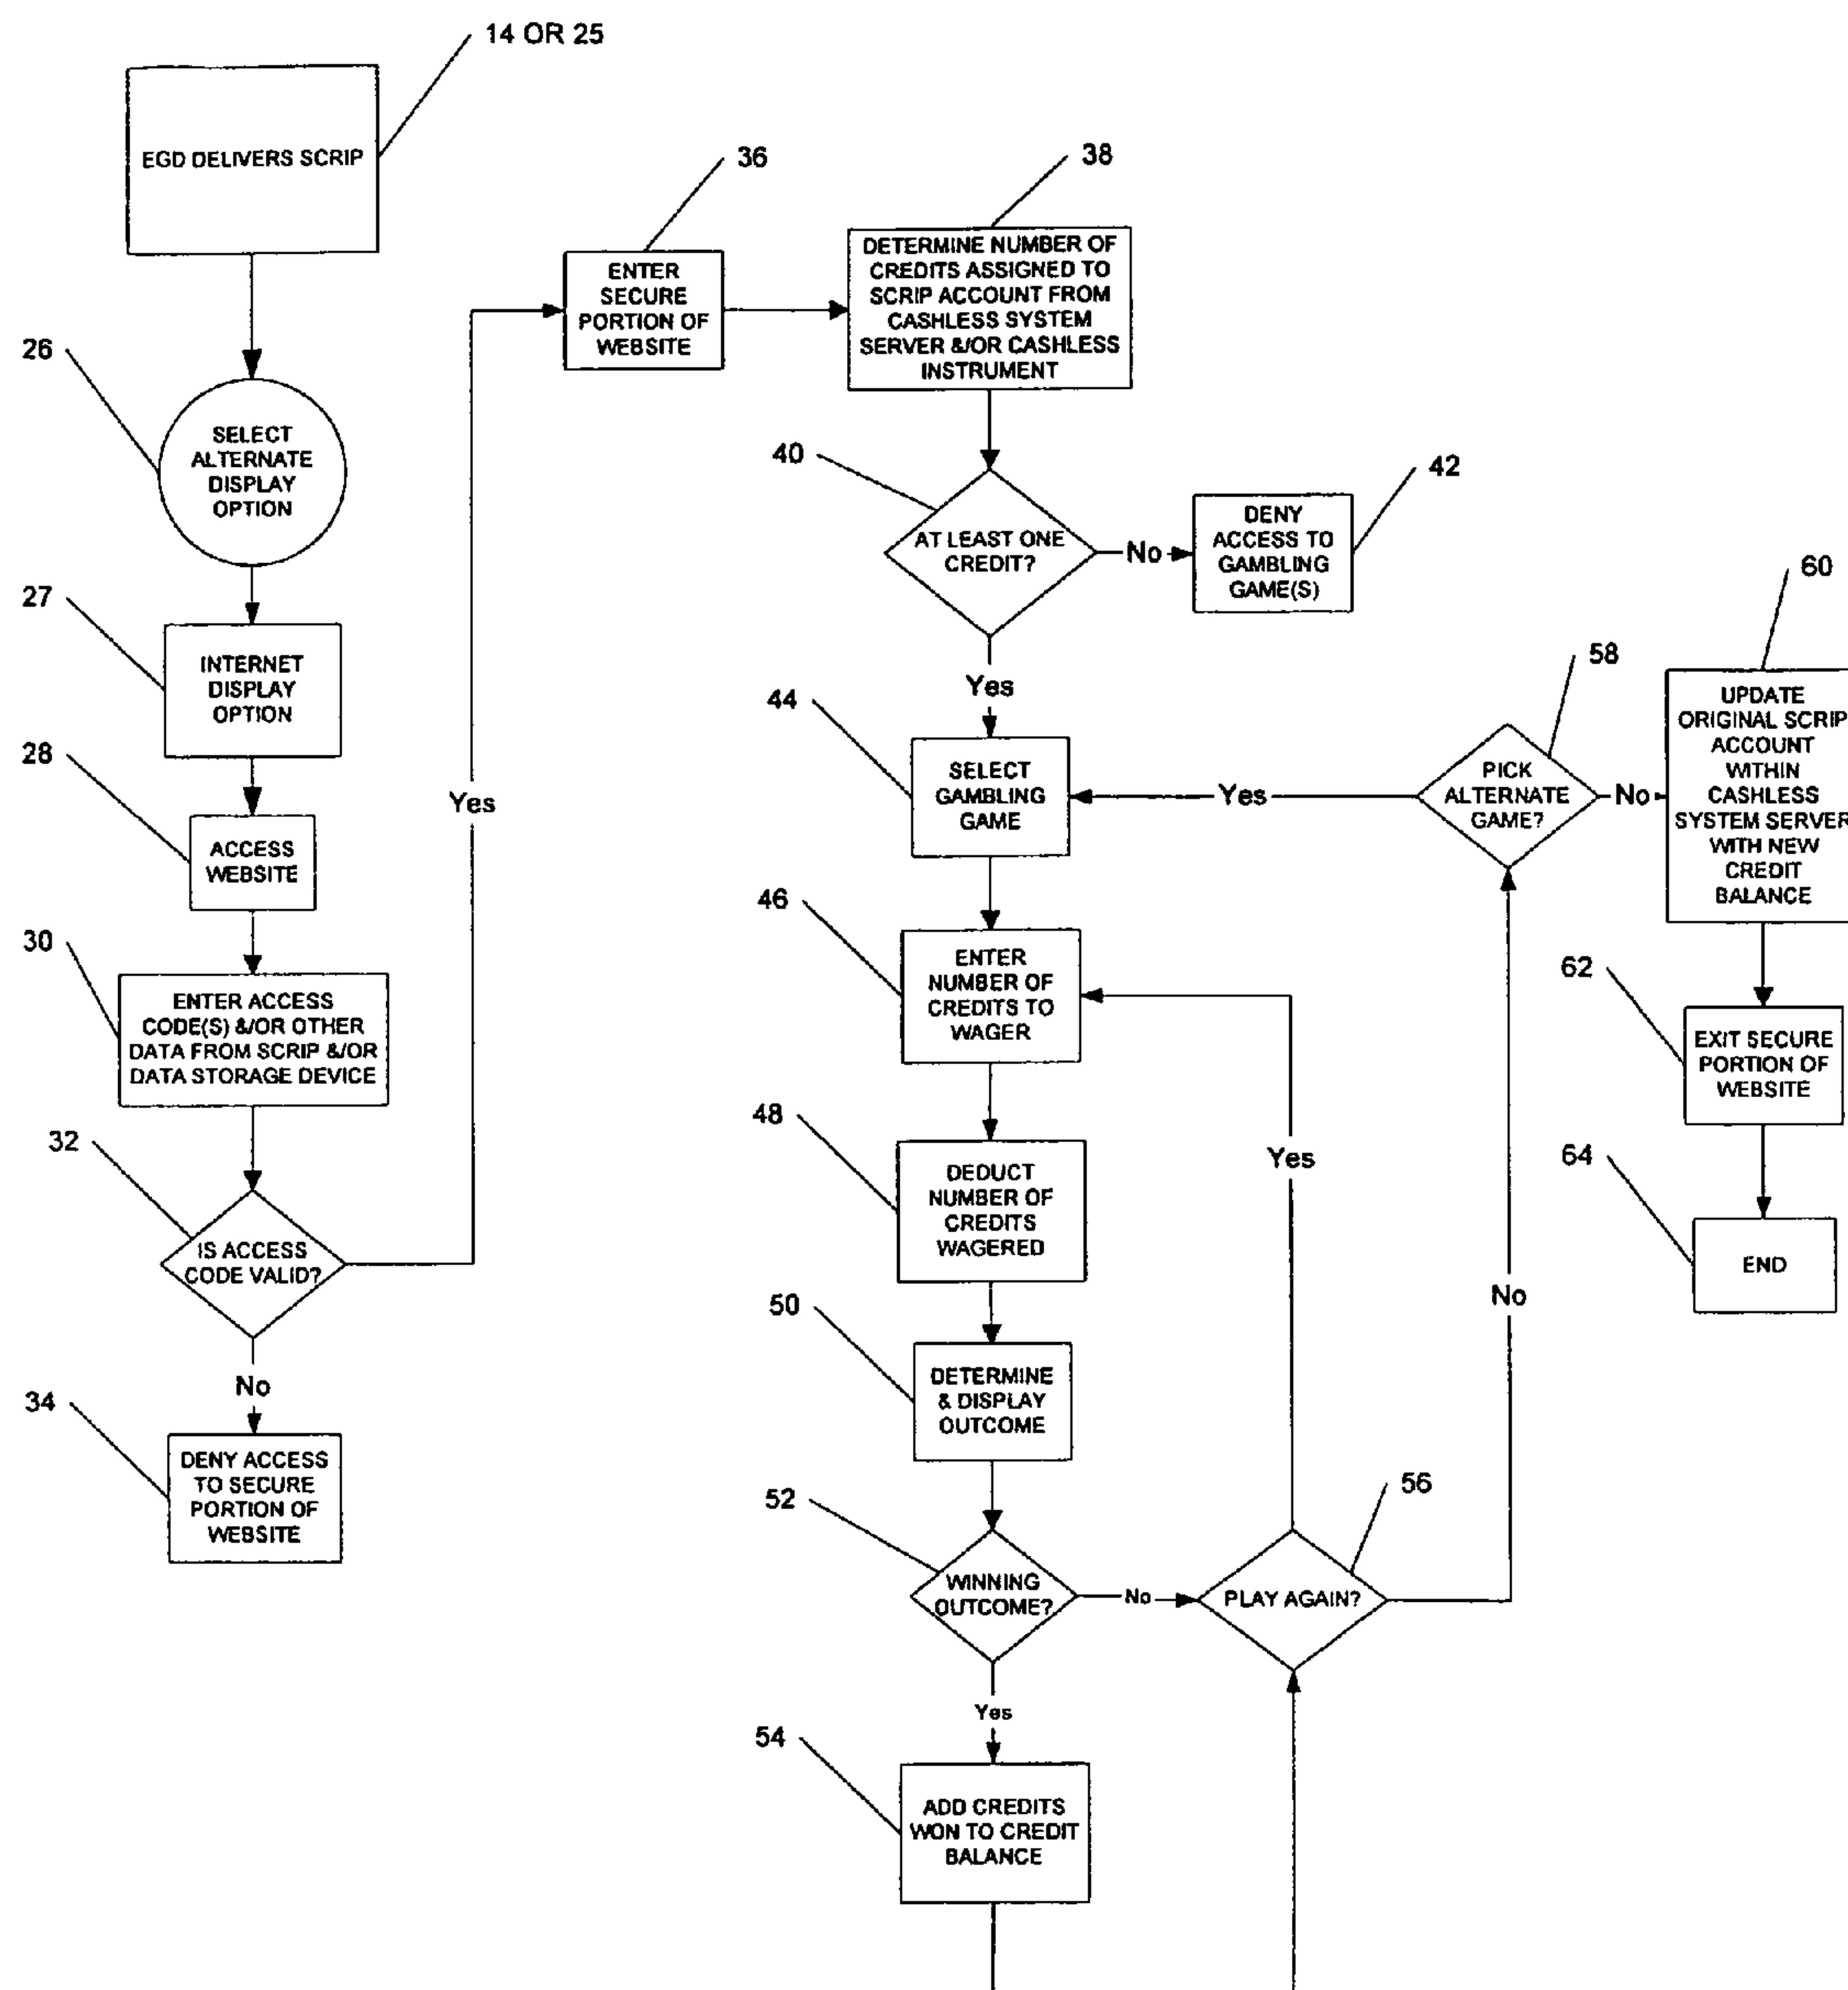 14 OR 25
EGD DELIVERS SCRIP
26
SELECT
ALTERNATE
DISPLAY
OPTION
27
INTERNET
DISPLAY
OPTION
28
ACCESS
WEBSITE
30
ENTER ACCESS
CODE(S) &/OR OTHER
DATA FROM SCRIP &/OR
DATA STORAGE DEVICE
32
IS ACCESS
CODE VALID?
Yes
No
34
DENY ACCESS
TO SECURE
PORTION OF
WEBSITE
36
ENTER
SECURE
PORTION OF
WEBSITE
38
DETERMINE NUMBER OF
CREDITS ASSIGNED TO
SCRIP ACCOUNT FROM
CASHLESS SYSTEM
SERVER &/OR CASHLESS
INSTRUMENT
40
AT LEAST ONE
CREDIT?
No
42
DENY
ACCESS TO
GAMBLING
GAME(S)
Yes
44
SELECT
GAMBLING
GAME
46
ENTER
NUMBER OF
CREDITS TO
WAGER
48
DEDUCT
NUMBER OF
CREDITS
WAGERED
50
DETERMINE
& DISPLAY
OUTCOME
52
WINNING
OUTCOME?
No
Yes
54
ADD CREDITS
WON TO CREDIT
BALANCE
56
PLAY AGAIN?
Yes
No
58
PICK
ALTERNATE
GAME?
Yes
No
60
UPDATE
ORIGINAL SCRIP
ACCOUNT
WITHIN
CASHLESS
SYSTEM SERVER
WITH NEW
CREDIT
BALANCE
62
EXIT SECURE
PORTION OF
WEBSITE
64
END